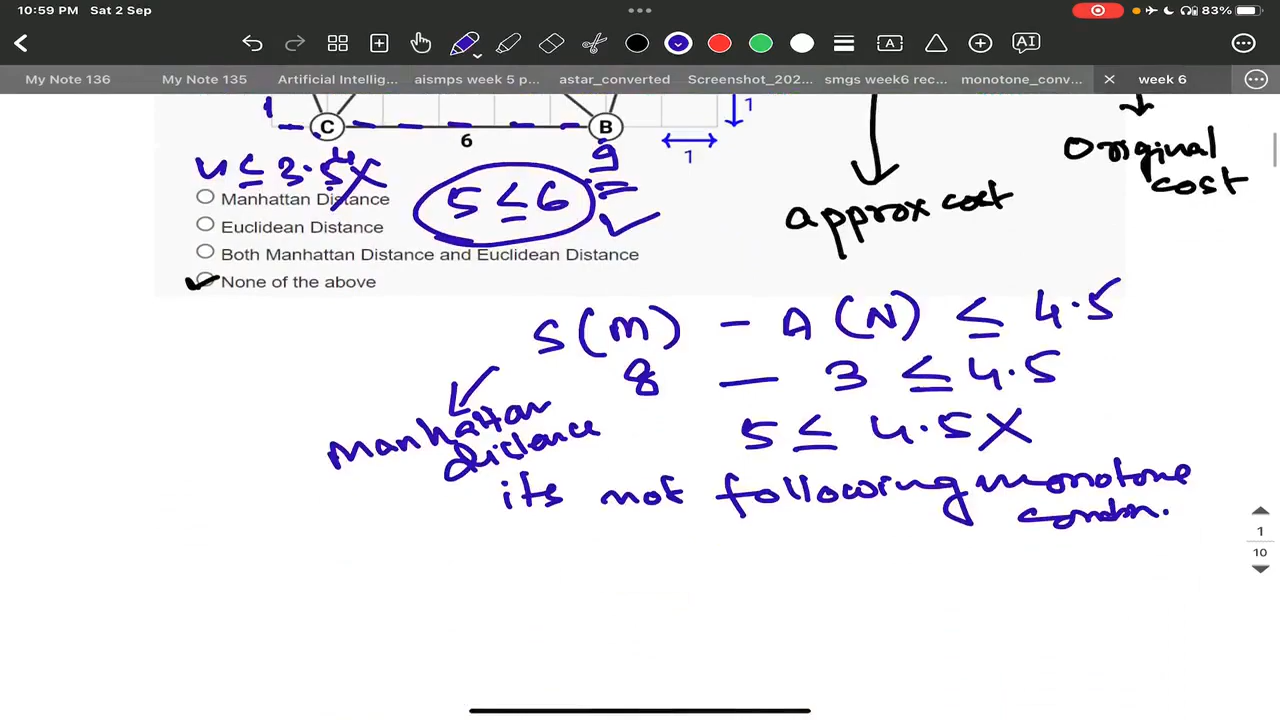 10:59 PM Sat 2 Sep
83%
A
AI
My Note 136
My Note 135
Artificial Intellig...
aismps week 5 p...
astar_converted
Screenshot_202...
smgs week6 rec...
monotone_conv...
week 6
C
B
6
1
1
9
4
4 ≤ 3.5 X
5 ≤ 6
Manhattan Distance
Euclidean Distance
Both Manhattan Distance and Euclidean Distance
None of the above
approx cost
Original
cost
S(M) - A(N) ≤ 4.5
8 - 3 ≤ 4.5
5 ≤ 4.5 X
Manhattan
distance
its not following monotone
condn.
1
10